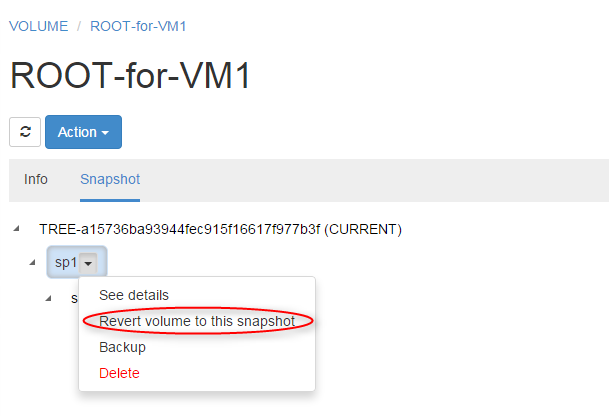 VOLUME / ROOT-for-VM1
ROOT-for-VM1
Action
Info Snapshot
TREE-a15736ba93944fec915f16617f977b3f (CURRENT)
sp1
s
See details
Revert volume to this snapshot
Backup
Delete